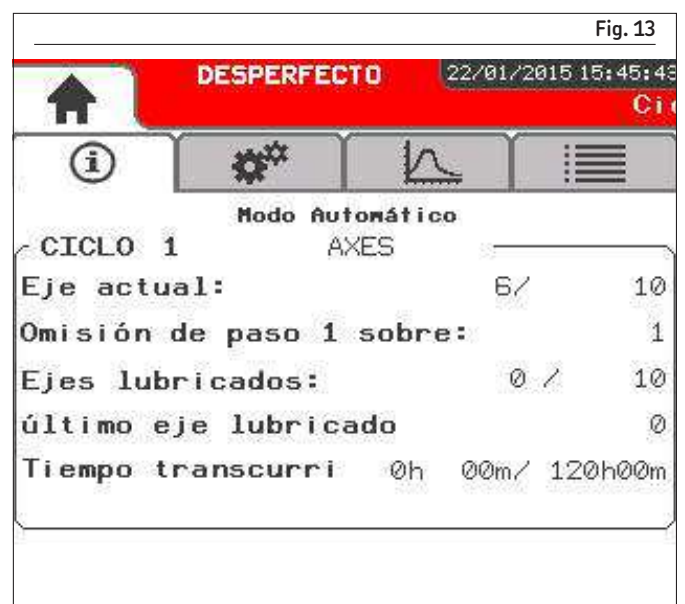 Fig. 13
DESPERFECTO 22/01/2015 15:45:43
Modo Automático
CICLO 1 AXES
Eje actual: 6/ 10
Omisión de paso 1 sobre: 1
Ejes lubricados: 0 / 10
último eje lubricado 0
Tiempo transcurri 0h 00m/ 120h00m